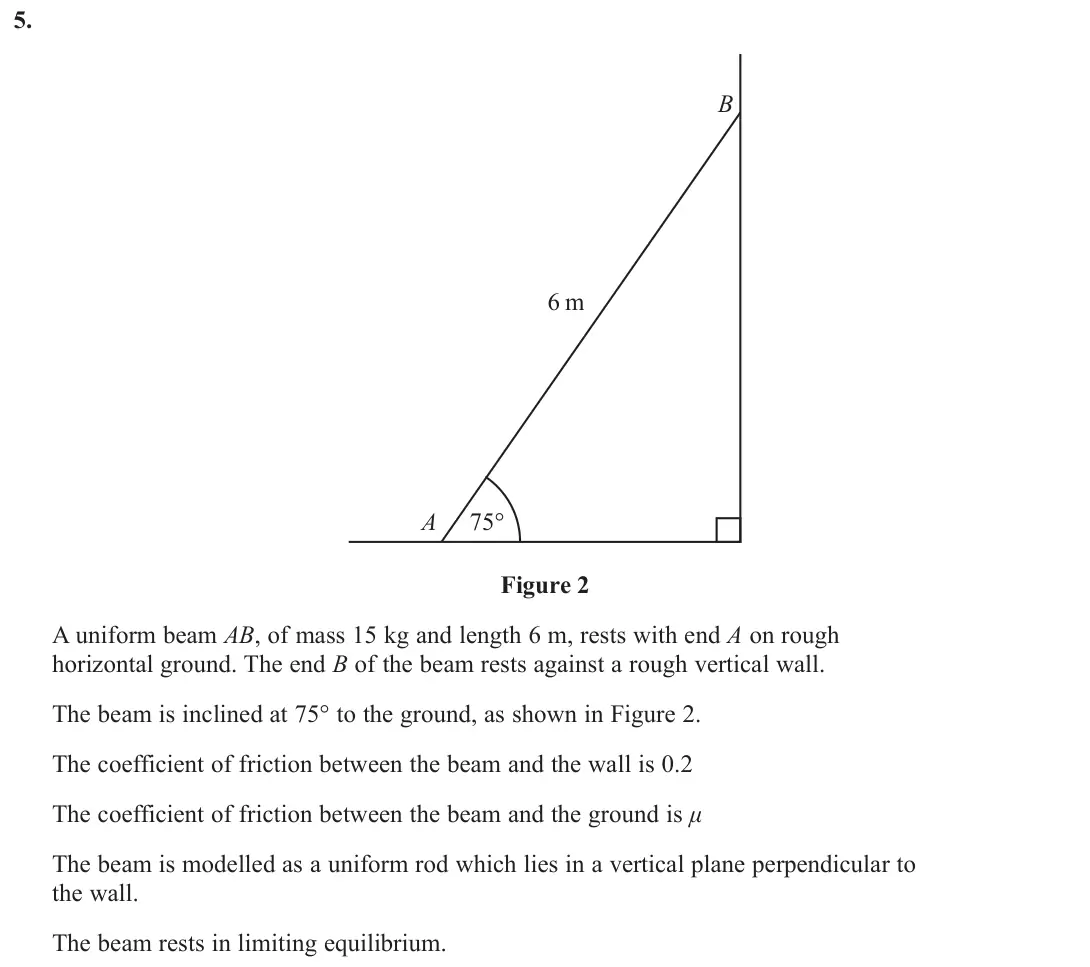 5.
B
6 m
A
75°
Figure 2
A uniform beam AB, of mass 15 kg and length 6 m, rests with end A on rough
horizontal ground. The end B of the beam rests against a rough vertical wall.
The beam is inclined at 75° to the ground, as shown in Figure 2.
The coefficient of friction between the beam and the wall is 0.2
The coefficient of friction between the beam and the ground is μ
The beam is modelled as a uniform rod which lies in a vertical plane perpendicular to
the wall.
The beam rests in limiting equilibrium.